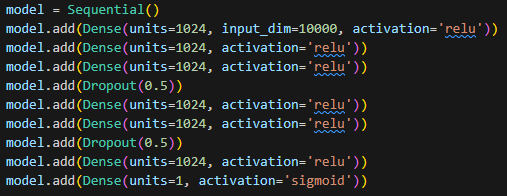 model = Sequential()
model.add(Dense(units=1024, input_dim=10000, activation='relu'))
model.add(Dense(units=1024, activation='relu'))
model.add(Dense(units=1024, activation='relu'))
model.add(Dropout(0.5))
model.add(Dense(units=1024, activation='relu'))
model.add(Dense(units=1024, activation='relu'))
model.add(Dropout(0.5))
model.add(Dense(units=1024, activation='relu'))
model.add(Dense(units=1, activation='sigmoid'))